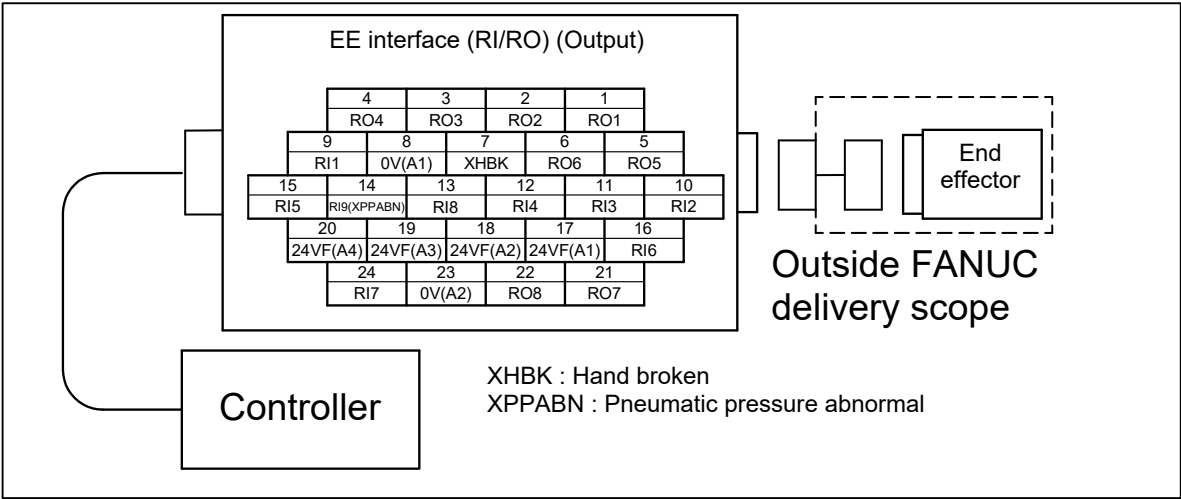 EE interface (RI/RO) (Output)
4 3 2 1
RO4 RO3 RO2 RO1
9 8 7 6 5
RI1 0V(A1) XHBK RO6 RO5
15 14 13 12 11 10
RI5 RI9(XPPABN) RI8 RI4 RI3 RI2
20 19 18 17 16
24VF(A4) 24VF(A3) 24VF(A2) 24VF(A1) RI6
24 23 22 21
RI7 0V(A2) RO8 RO7
End
effector
Outside FANUC
delivery scope
Controller
XHBK : Hand broken
XPPABN : Pneumatic pressure abnormal